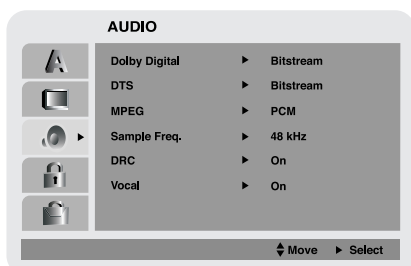 AUDIO
A
Dolby Digital ► Bitstream
DTS ► Bitstream
MPEG ► PCM
Sample Freq. ► 48 kHz
DRC ► On
Vocal ► On
Move ► Select